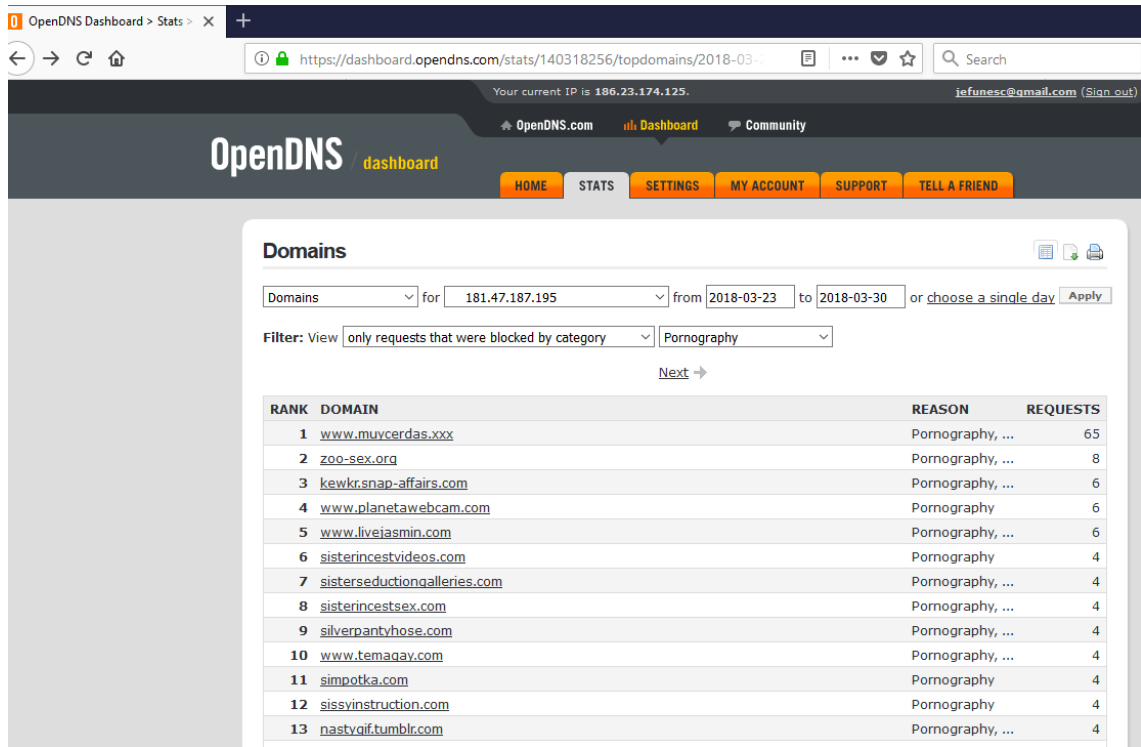 OpenDNS Dashboard > Stats >
https://dashboard.opendns.com/stats/140318256/topdomains/2018-03-
Search
Your current IP is 186.23.174.125. jefunesc@gmail.com (Sign out)
OpenDNS.com Dashboard Community
OpenDNS / dashboard
HOME STATS SETTINGS MY ACCOUNT SUPPORT TELL A FRIEND
Domains
Domains for 181.47.187.195 from 2018-03-23 to 2018-03-30 or choose a single day Apply
Filter: View only requests that were blocked by category Pornography
Next
RANK DOMAIN REASON REQUESTS
1 www.muycerdas.xxx Pornography, ... 65
2 zoo-sex.org Pornography, ... 8
3 kewkr.snap-affairs.com Pornography, ... 6
4 www.planetawebcam.com Pornography 6
5 www.livejasmin.com Pornography, ... 6
6 sisterincestvideos.com Pornography 4
7 sisterseductiongalleries.com Pornography, ... 4
8 sisterincestsex.com Pornography, ... 4
9 silverpantyhose.com Pornography, ... 4
10 www.temagay.com Pornography, ... 4
11 simpotka.com Pornography 4
12 sissyinstruction.com Pornography 4
13 nastygif.tumblr.com Pornography, ... 4